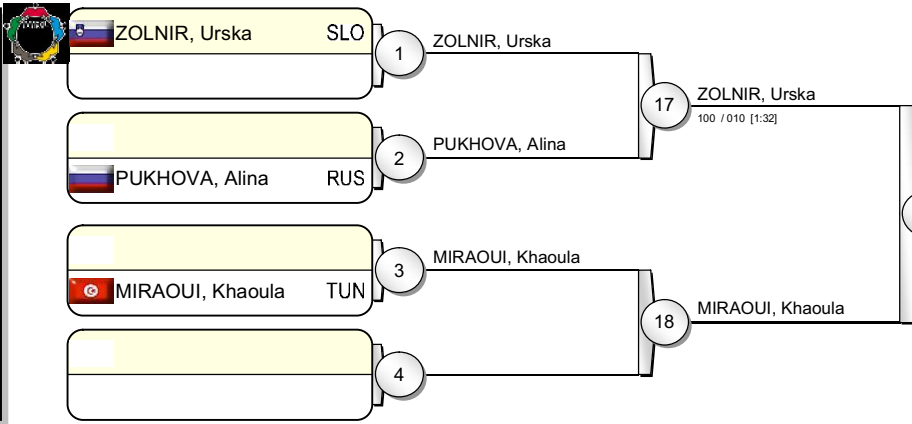 ZOLNIR, Urska SLO
1
ZOLNIR, Urska
PUKHOVA, Alina RUS
2
PUKHOVA, Alina
17
ZOLNIR, Urska
100 / 010 [1:32]
MIRAOUI, Khaoula TUN
3
MIRAOUI, Khaoula
4
18
MIRAOUI, Khaoula